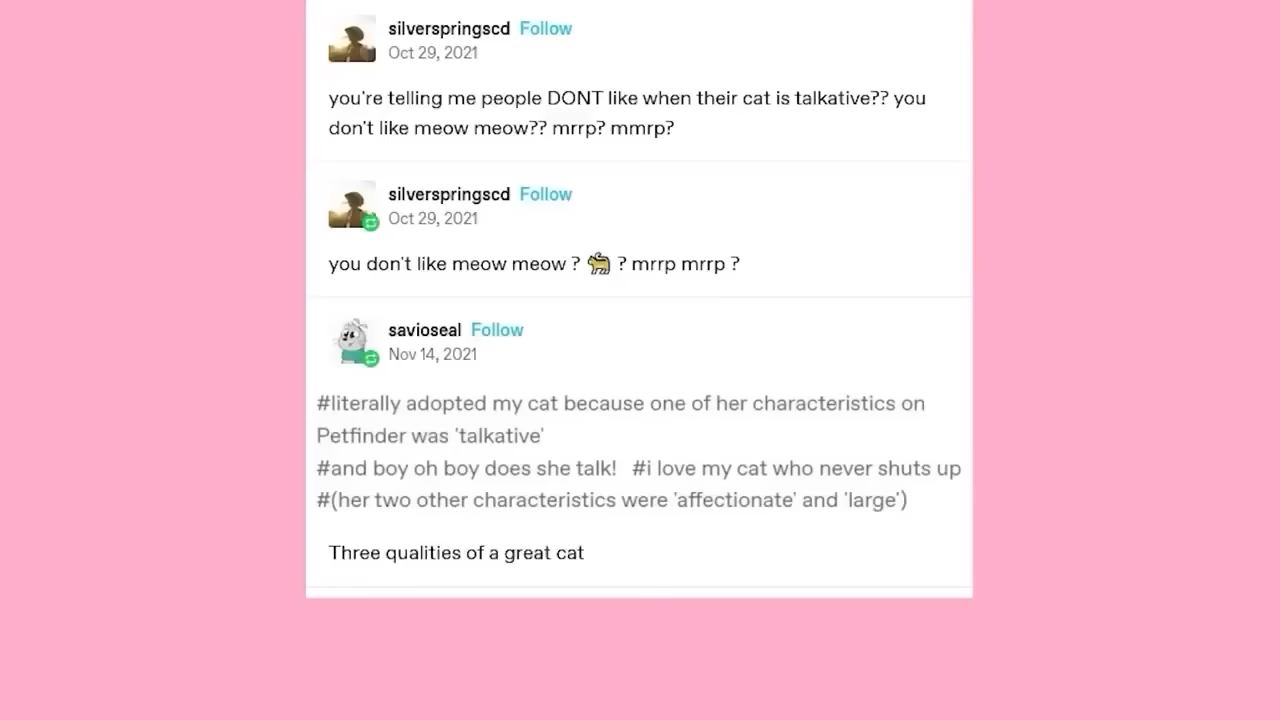 silverspringscd Follow
Oct 29, 2021
you're telling me people DONT like when their cat is talkative?? you
don't like meow meow?? mrrp? mmrp?
silverspringscd Follow
Oct 29, 2021
you don't like meow meow ? 🐈 ? mrrp mrrp ?
savioseal Follow
Nov 14, 2021
#literally adopted my cat because one of her characteristics on
Petfinder was 'talkative'
#and boy oh boy does she talk! #i love my cat who never shuts up
#(her two other characteristics were 'affectionate' and 'large')
Three qualities of a great cat